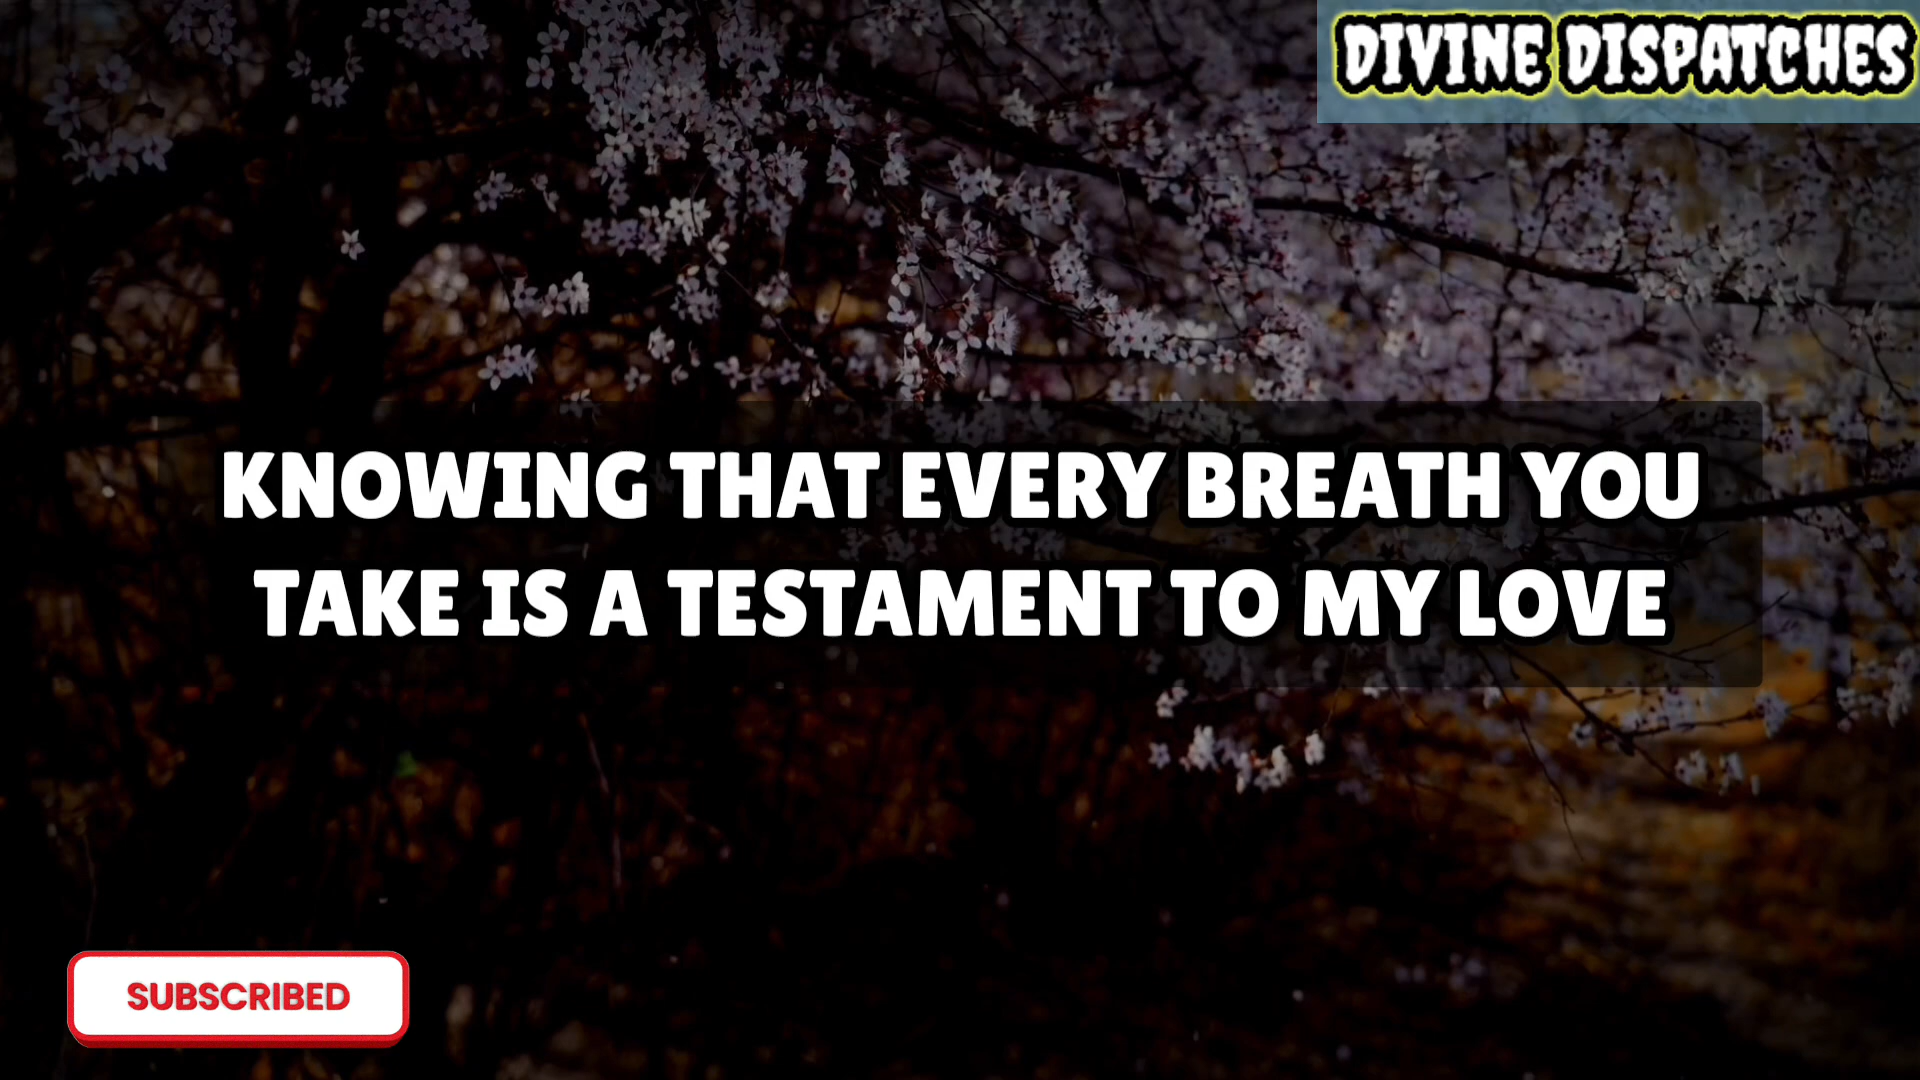 DIVINE DISPATCHES
KNOWING THAT EVERY BREATH YOU
TAKE IS A TESTAMENT TO MY LOVE
SUBSCRIBED